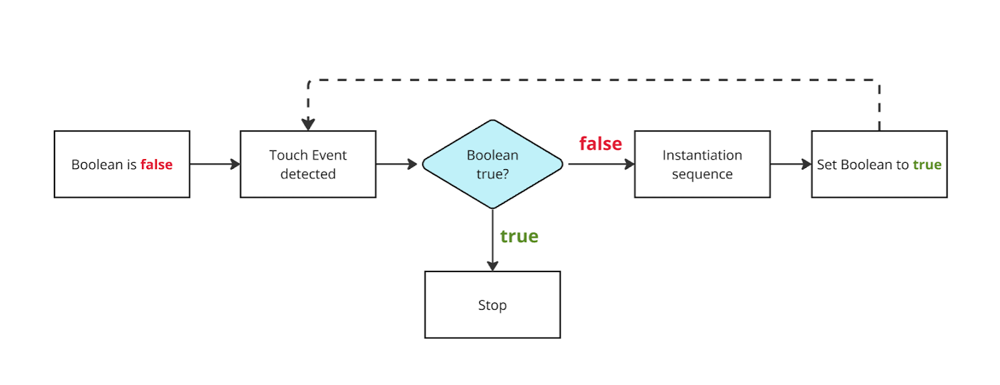 Boolean is false
Touch Event
detected
Boolean
true?
false
Instantiation
sequence
Set Boolean to true
true
Stop